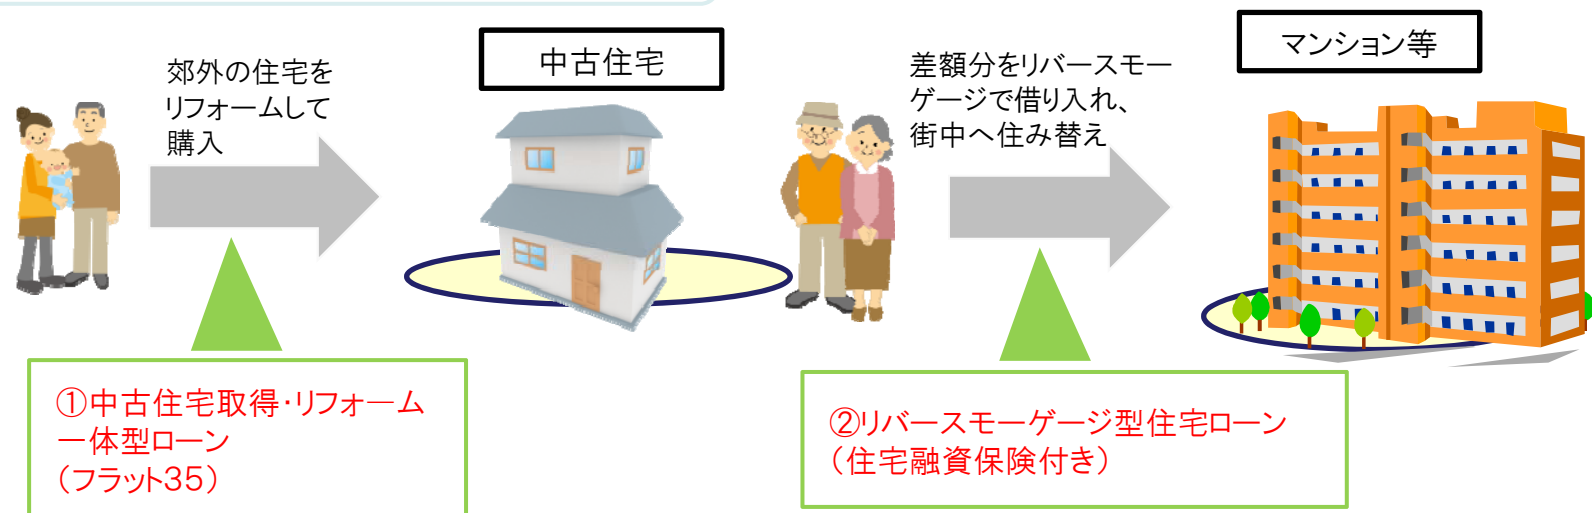 郊外の住宅を
リフォームして
購入
中古住宅
差額分をリバースモー
ゲージで借り入れ、
街中へ住み替え
マンション等
①中古住宅取得・リフォーム
一体型ローン
（フラット35）
②リバースモーゲージ型住宅ローン
（住宅融資保険付き）